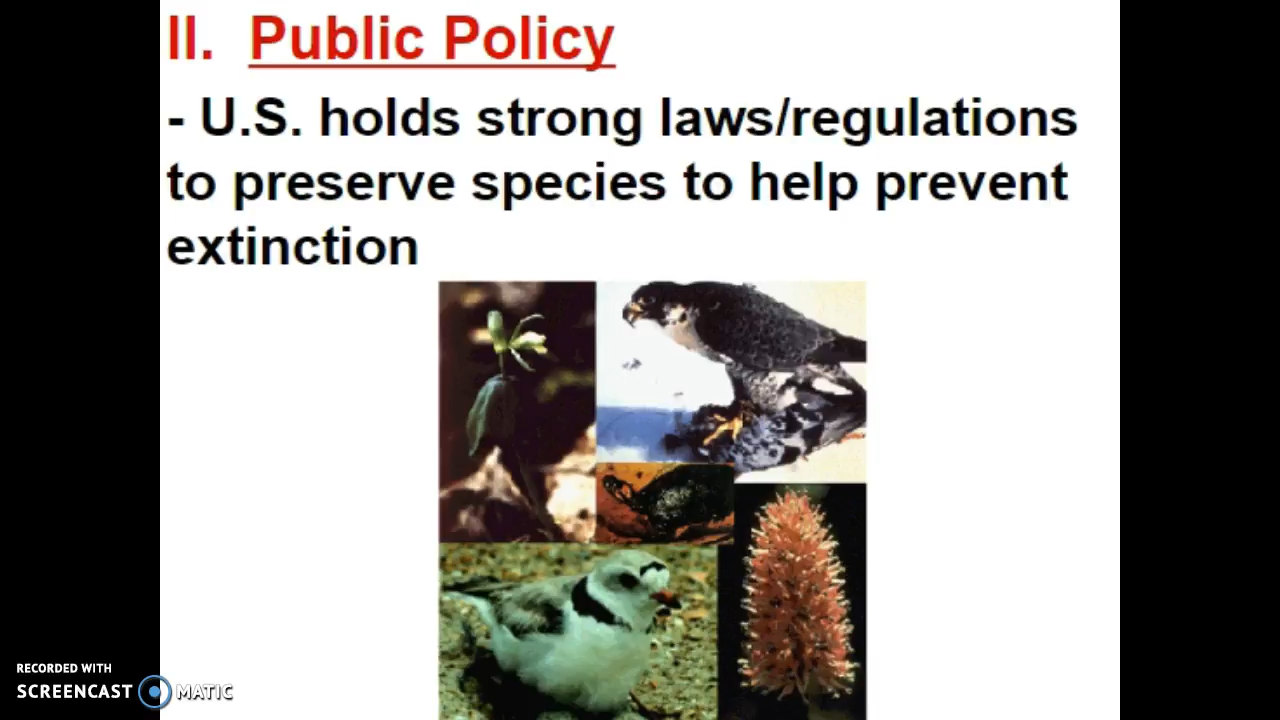 II. Public Policy
- U.S. holds strong laws/regulations
to preserve species to help prevent
extinction
RECORDED WITH
SCREENCAST MATIC